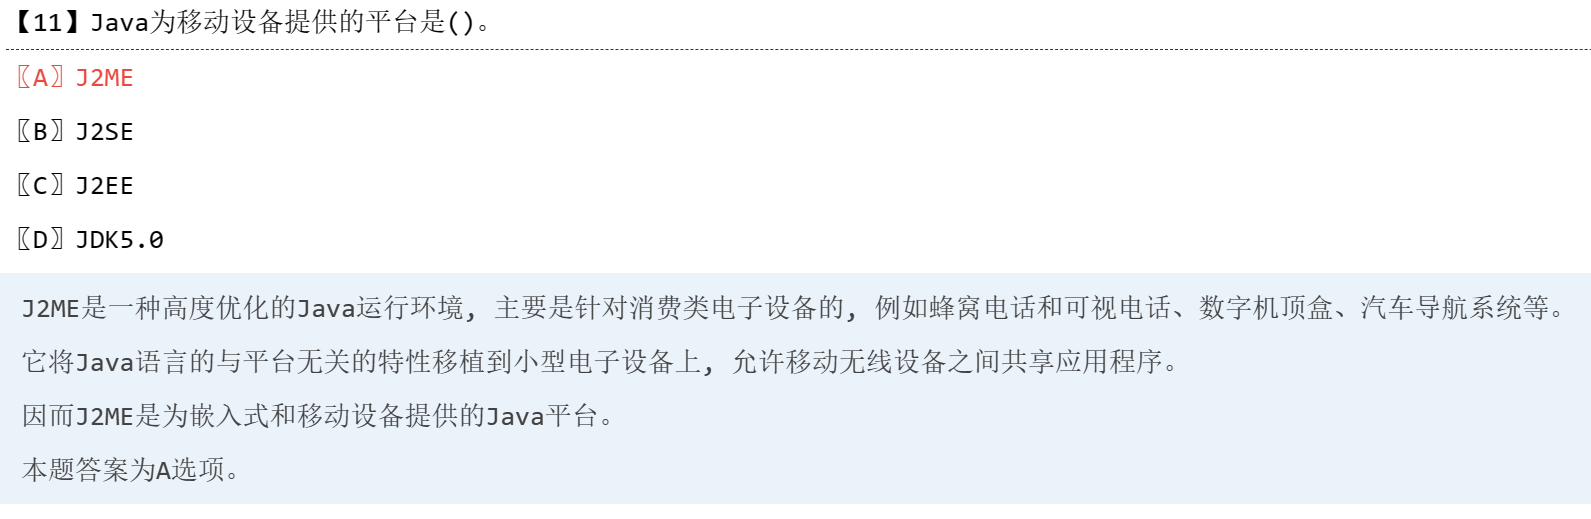 【11】Java为移动设备提供的平台是()。
〖A〗J2ME
〖B〗J2SE
〖C〗J2EE
〖D〗JDK5.0
J2ME是一种高度优化的Java运行环境, 主要是针对消费类电子设备的, 例如蜂窝电话和可视电话、数字机顶盒、汽车导航系统等。
它将Java语言的与平台无关的特性移植到小型电子设备上, 允许移动无线设备之间共享应用程序。
因而J2ME是为嵌入式和移动设备提供的Java平台。
本题答案为A选项。